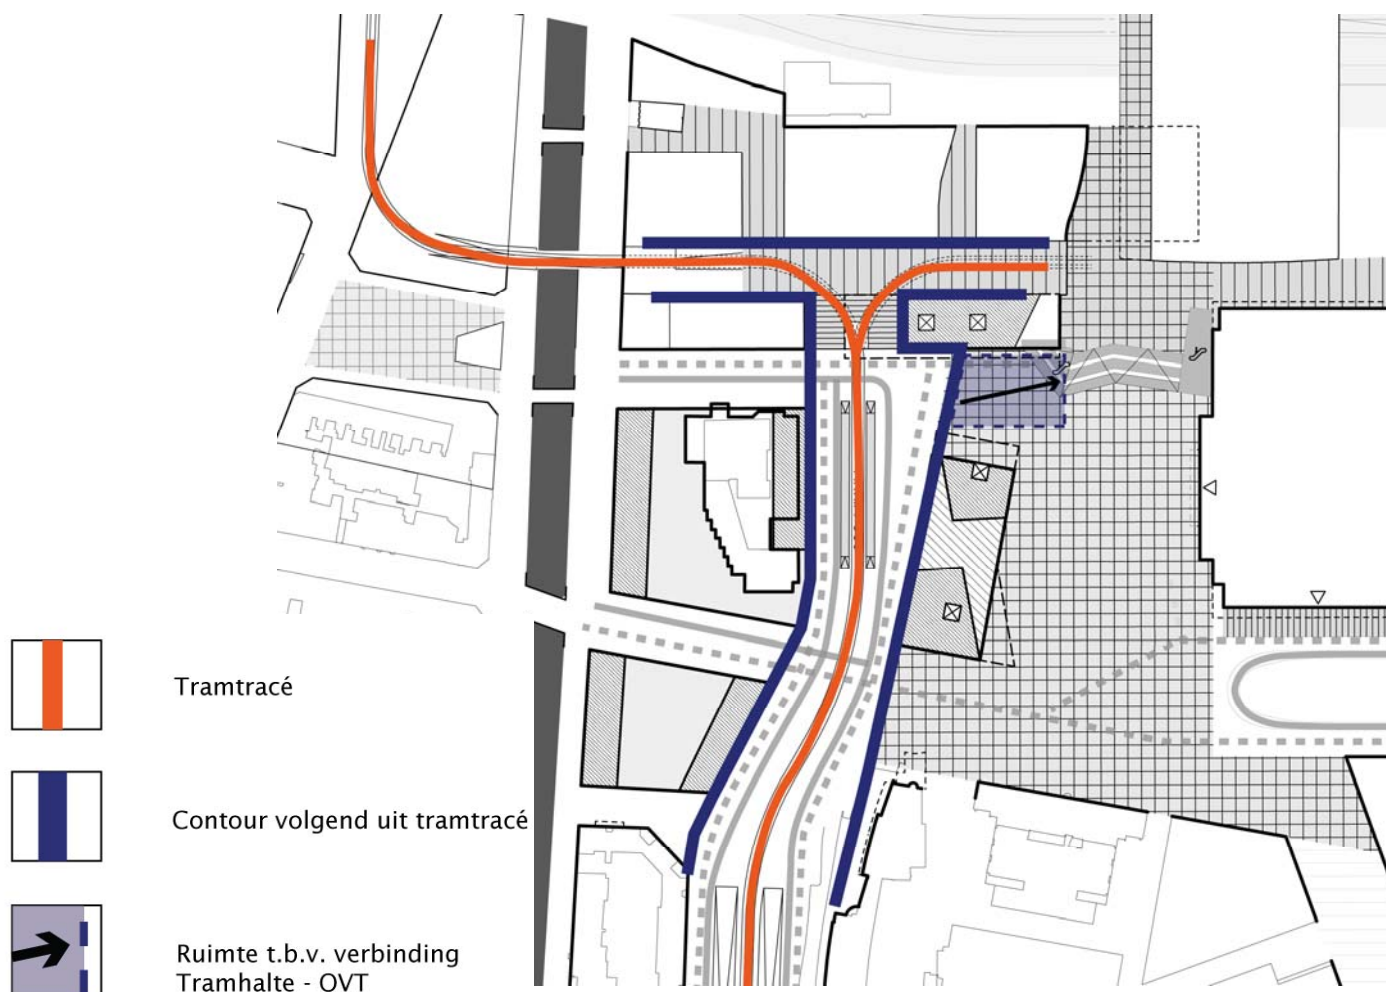 Tramtracé
Contour volgend uit tramtracé
Ruimte t.b.v. verbinding
Tramhalte - OVT